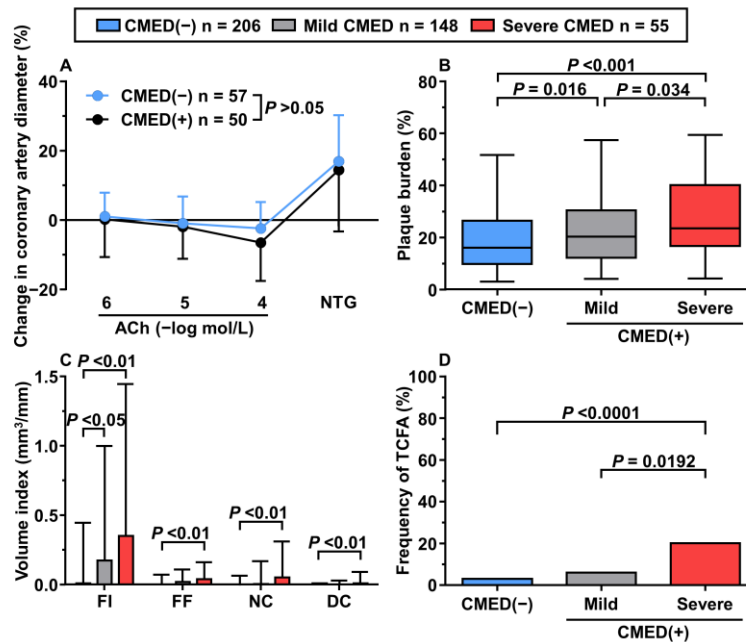 CMED(−) n = 206 Mild CMED n = 148 Severe CMED n = 55
A
Change in coronary artery diameter (%)
40
20
0
−20
CMED(−) n = 57
CMED(+) n = 50
P >0.05
6 5 4 NTG
ACh (−log mol/L)
B
Plaque burden (%)
80
60
40
20
0
P <0.001
P = 0.016
P = 0.034
CMED(−) Mild Severe
CMED(+)
C
Volume index (mm³/mm)
1.5
1.0
0.5
0.0
P <0.01
P <0.05
P <0.01
P <0.01
P <0.01
FI FF NC DC
D
Frequency of TCFA (%)
100
80
60
40
20
0
P <0.0001
P = 0.0192
CMED(−) Mild Severe
CMED(+)